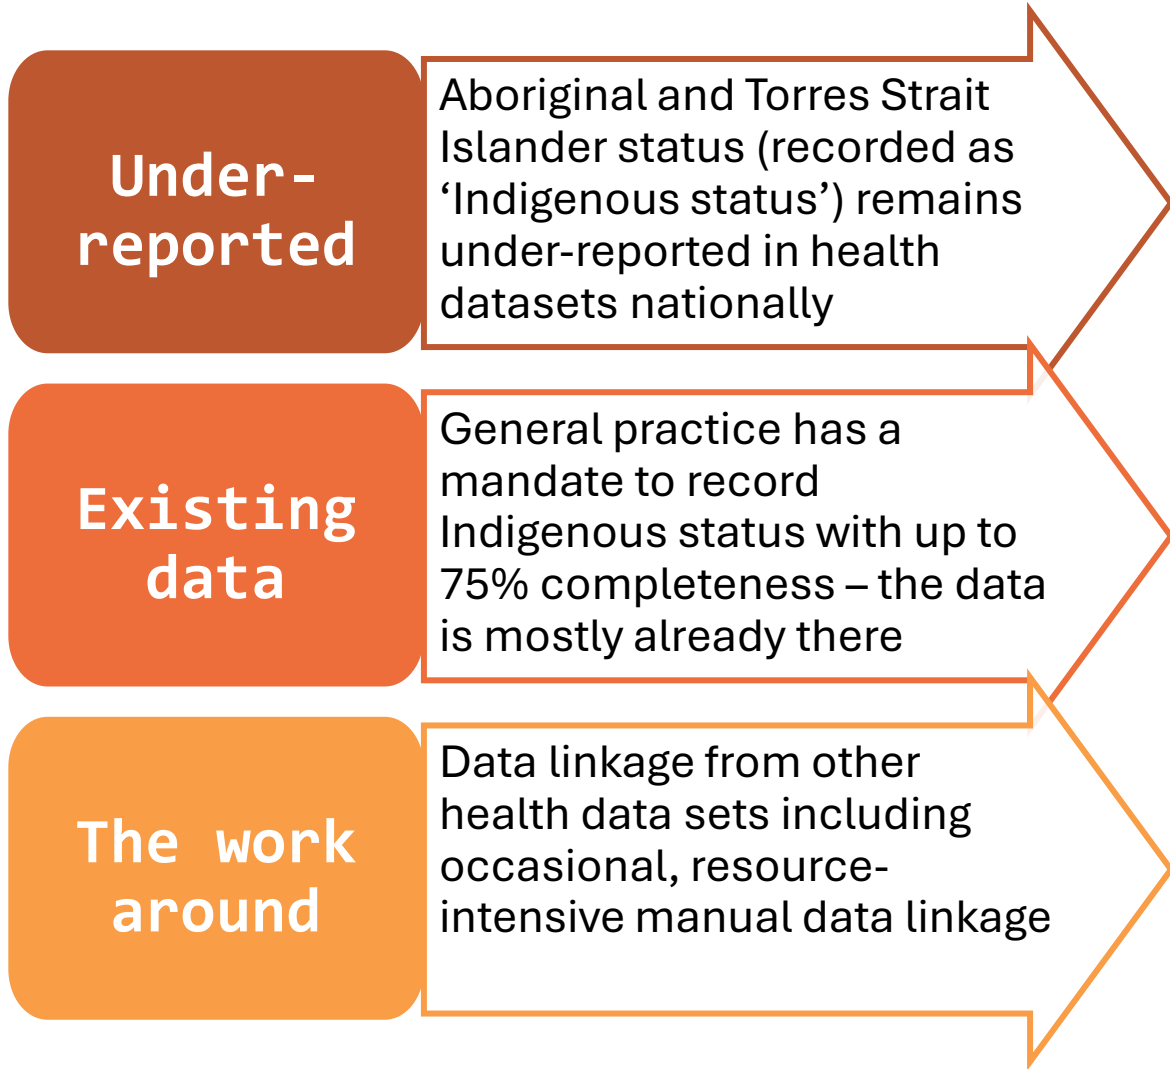 Under-
reported
Aboriginal and Torres Strait
Islander status (recorded as
‘Indigenous status’) remains
under-reported in health
datasets nationally
Existing
data
General practice has a
mandate to record
Indigenous status with up to
75% completeness – the data
is mostly already there
The work
around
Data linkage from other
health data sets including
occasional, resource-
intensive manual data linkage